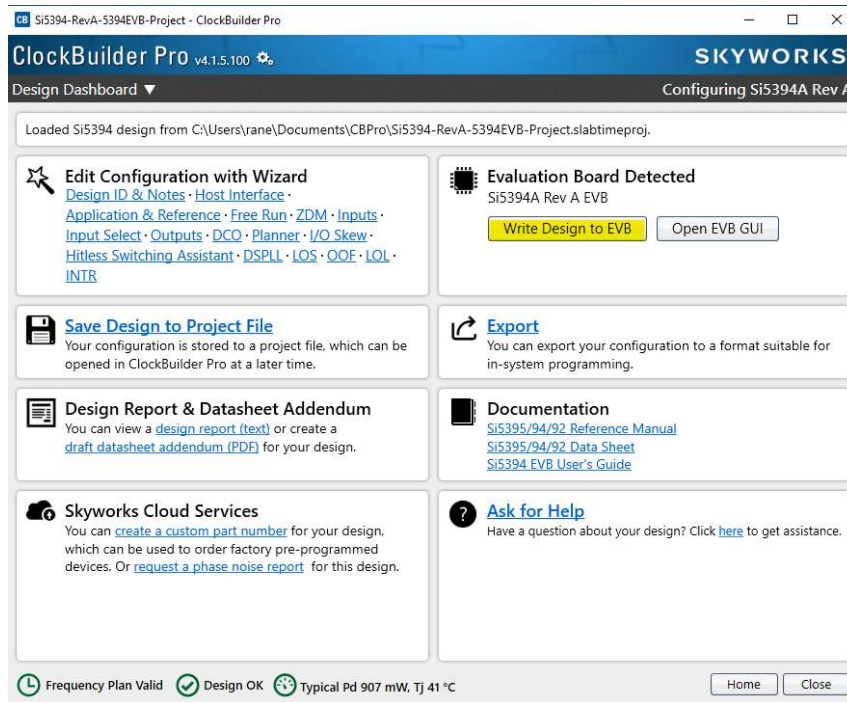 CB Si5394-RevA-5394EVB-Project - ClockBuilder Pro
ClockBuilder Pro v4.1.5.100
SKYWORKS
Design Dashboard ▼
Configuring Si5394A Rev A
Loaded Si5394 design from C:\Users\rane\Documents\CBPro\Si5394-RevA-5394EVB-Project.slabtimeproj.
Edit Configuration with Wizard
Design ID & Notes · Host Interface ·
Application & Reference · Free Run · ZDM · Inputs ·
Input Select · Outputs · DCO · Planner · I/O Skew ·
Hitless Switching Assistant · DSPLL · LOS · OOF · LOL ·
INTR
Evaluation Board Detected
Si5394A Rev A EVB
Write Design to EVB
Open EVB GUI
Save Design to Project File
Your configuration is stored to a project file, which can be
opened in ClockBuilder Pro at a later time.
Export
You can export your configuration to a format suitable for
in-system programming.
Design Report & Datasheet Addendum
You can view a design report (text) or create a
draft datasheet addendum (PDF) for your design.
Documentation
Si5395/94/92 Reference Manual
Si5395/94/92 Data Sheet
Si5394 EVB User's Guide
Skyworks Cloud Services
You can create a custom part number for your design,
which can be used to order factory pre-programmed
devices. Or request a phase noise report for this design.
? Ask for Help
Have a question about your design? Click here to get assistance.
Frequency Plan Valid
Design OK
Typical Pd 907 mW, Tj 41 °C
Home
Close